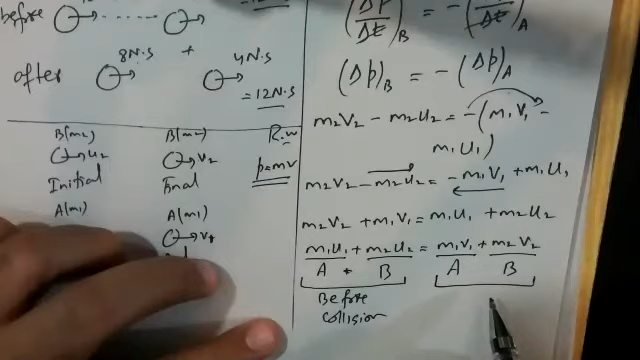 before
8N·S + 4N·S
after
= 12N·S
B(m₂) B(m₂) R.w
u₂ v₂ p=mv
Initial Final
A(m₁) A(m₁)
v₁
(Δp/Δt)B = -(Δp/Δt)A
(Δp)B = -(Δp)A
m₂V₂ - m₂U₂ = -(m₁V₁ -
m₁U₁)
m₂V₂ - m₂U₂ = -m₁V₁ + m₁U₁
m₂V₂ + m₁V₁ = m₁U₁ + m₂U₂
m₁U₁ + m₂U₂ = m₁V₁ + m₂V₂
A + B A B
Before
collision